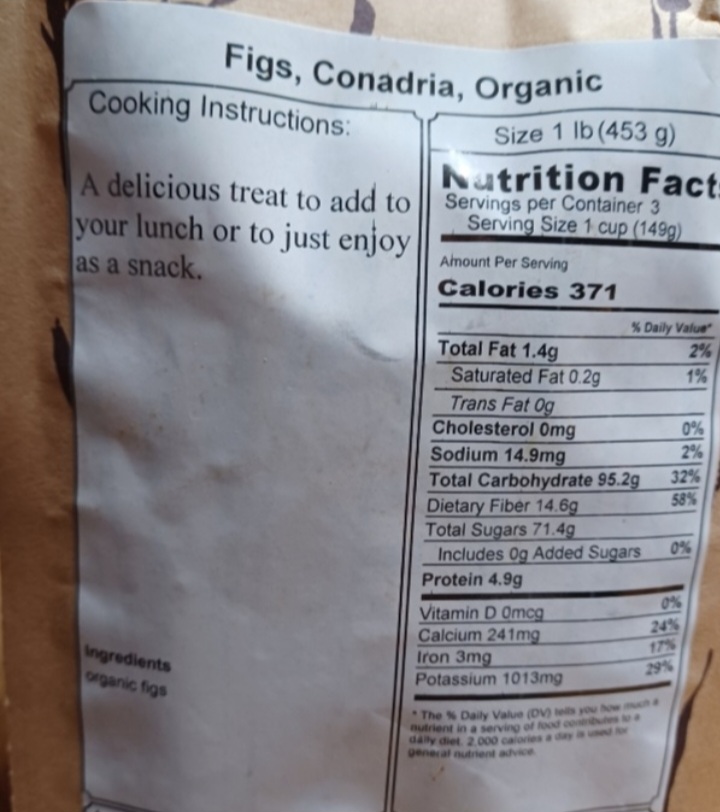 Figs, Conadria, Organic
Cooking Instructions:
A delicious treat to add to
your lunch or to just enjoy
as a snack.
Ingredients
organic figs
Size 1 lb (453 g)
Nutrition Fact
Servings per Container 3
Serving Size 1 cup (149g)
Amount Per Serving
Calories 371
% Daily Value*
Total Fat 1.4g 2%
Saturated Fat 0.2g 1%
Trans Fat 0g
Cholesterol 0mg 0%
Sodium 14.9mg 2%
Total Carbohydrate 95.2g 32%
Dietary Fiber 14.6g 58%
Total Sugars 71.4g
Includes 0g Added Sugars 0%
Protein 4.9g
Vitamin D 0mcg 0%
Calcium 241mg 24%
Iron 3mg 17%
Potassium 1013mg 29%
* The % Daily Value (DV) tells you how much a
nutrient in a serving of food contributes to a
daily diet. 2,000 calories a day is used for
general nutrient advice.